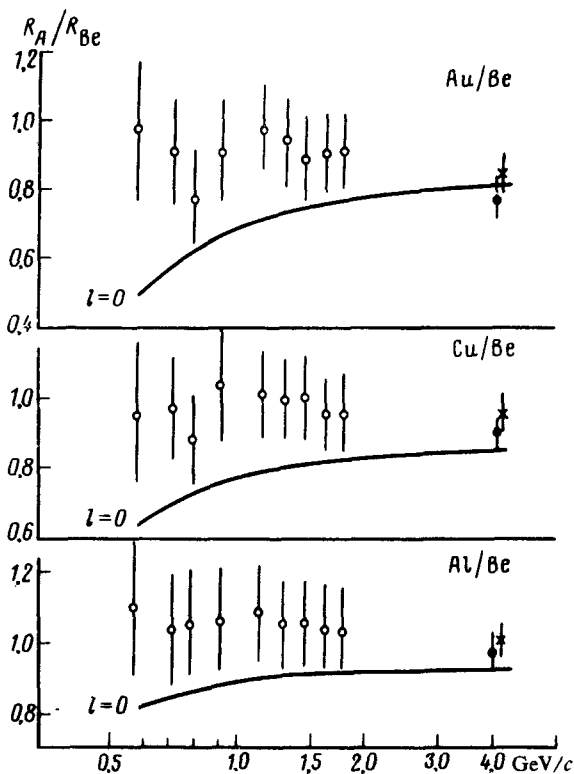 R_A/R_Be
1,2
Au/Be
1,0
0,8
0,6
l=0
0,4
Cu/Be
1,0
0,8
l=0
0,6
Al/Be
1,2
1,0
l=0
0,8
0,5 1,0 1,5 2,0 3,0 4,0 GeV/c